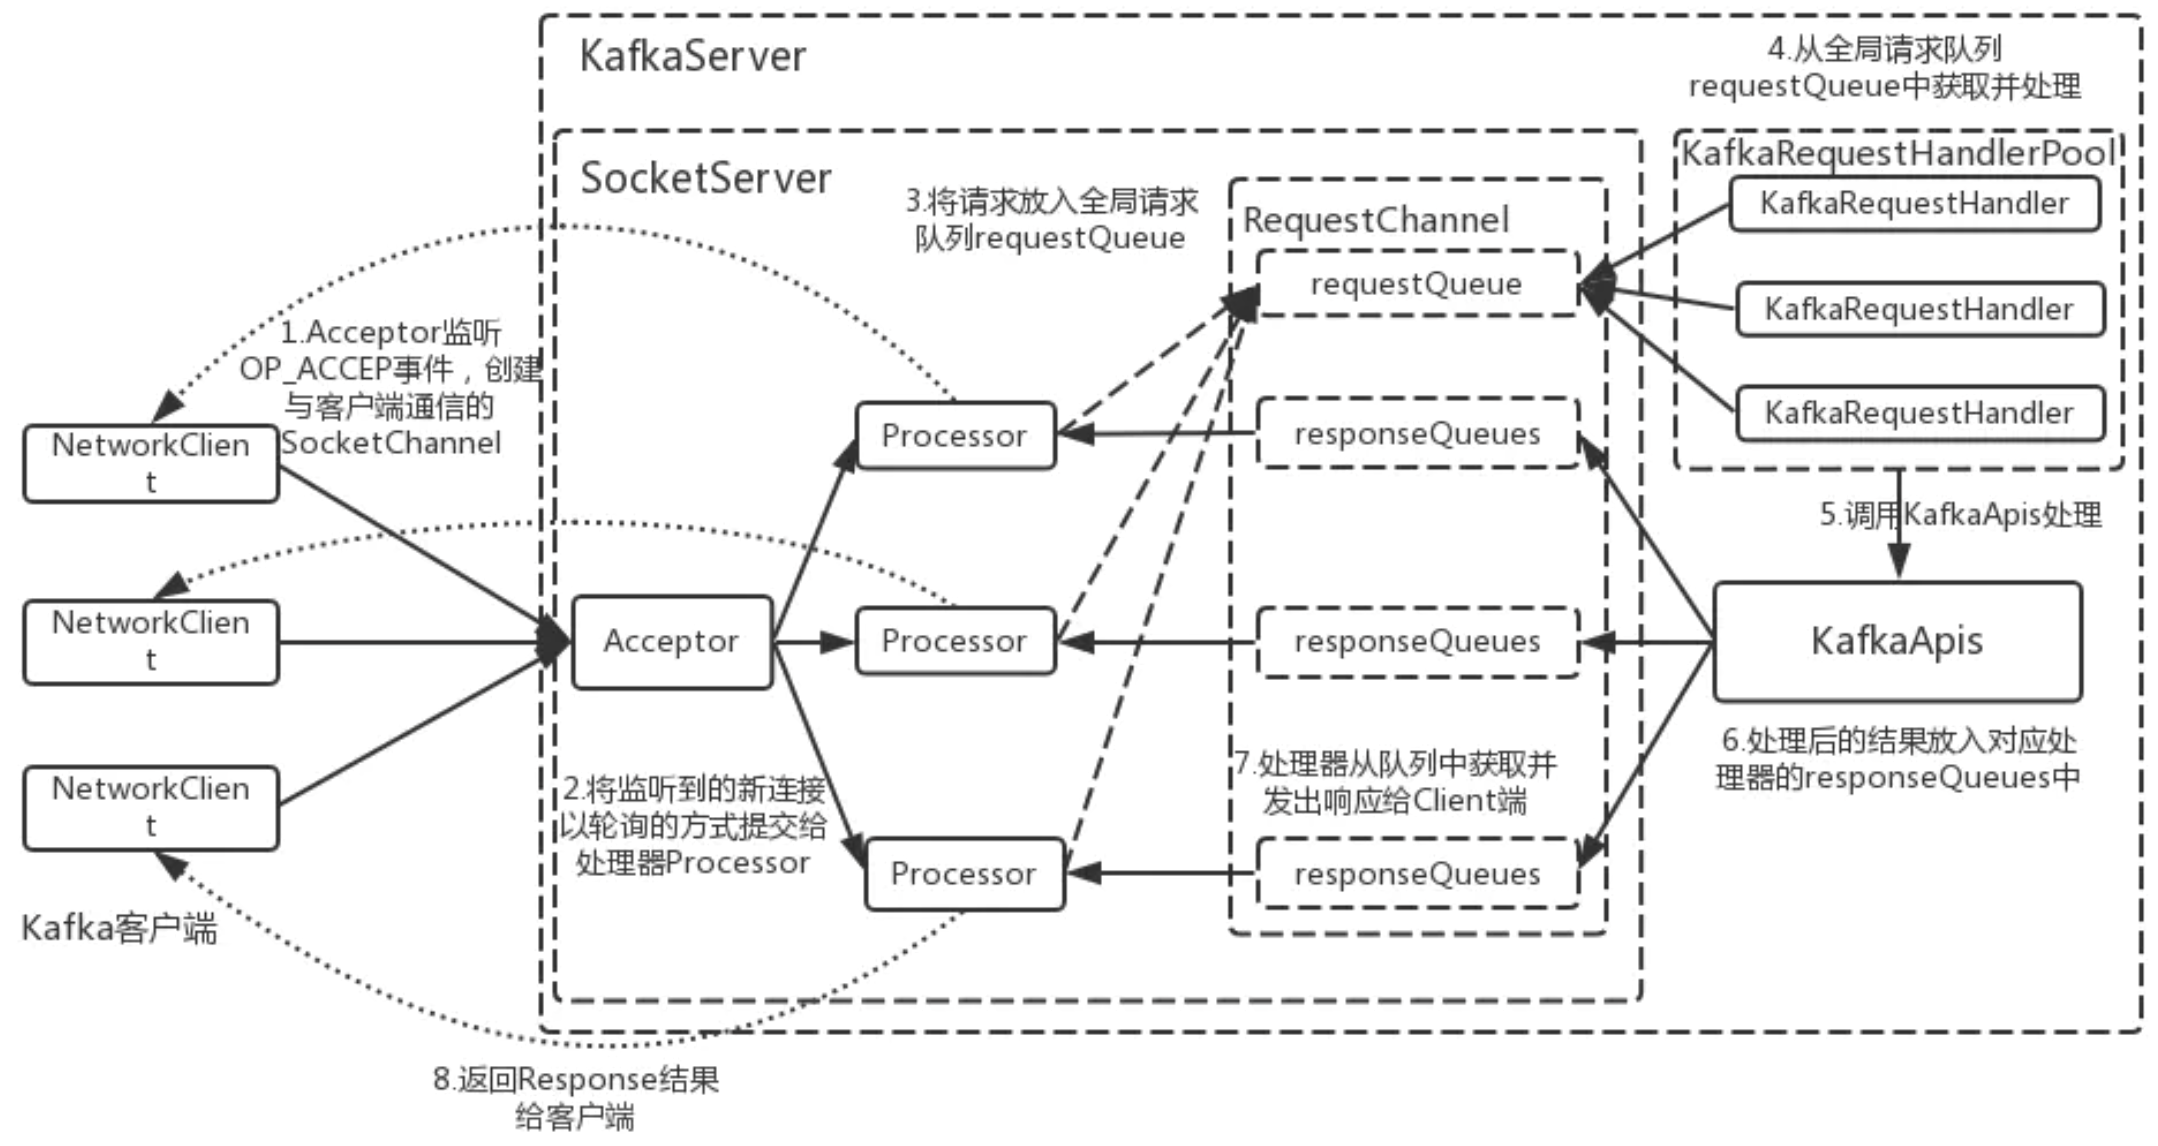 KafkaServer
4.从全局请求队列
requestQueue中获取并处理
SocketServer
KafkaRequestHandlerPool
KafkaRequestHandler
KafkaRequestHandler
KafkaRequestHandler
3.将请求放入全局请求
队列requestQueue
RequestChannel
requestQueue
1.Acceptor监听
OP_ACCEP事件，创建
与客户端通信的
SocketChannel
NetworkClien
t
Processor
responseQueues
5.调用KafkaApis处理
NetworkClien
t
Acceptor
Processor
responseQueues
KafkaApis
6.处理后的结果放入对应处
理器的responseQueues中
NetworkClien
t
2.将监听到的新连接
以轮询的方式提交给
处理器Processor
7.处理器从队列中获取并
发出响应给Client端
Processor
responseQueues
Kafka客户端
8.返回Response结果
给客户端